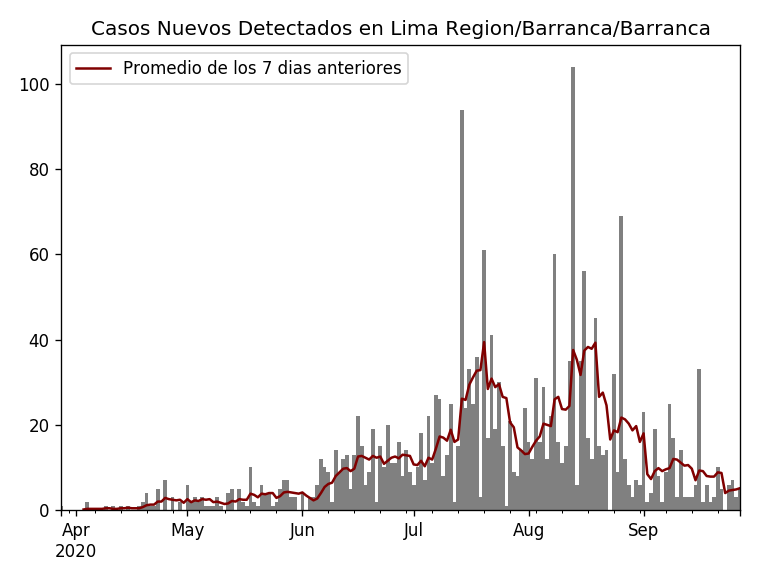 Casos Nuevos Detectados en Lima Region/Barranca/Barranca
Promedio de los 7 dias anteriores
100
80
60
40
20
0
Apr May Jun Jul Aug Sep
2020